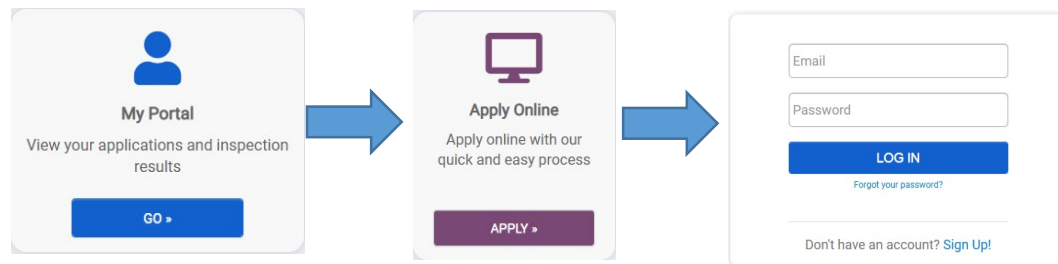 My Portal
View your applications and inspection
results
GO »
Apply Online
Apply online with our
quick and easy process
APPLY »
Email
Password
LOG IN
Forgot your password?
Don't have an account? Sign Up!